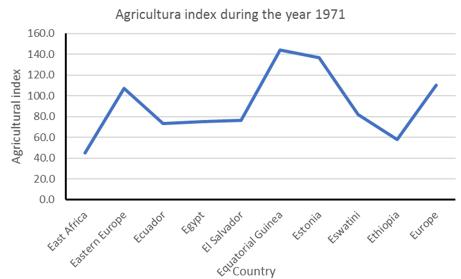 Agricultura index during the year 1971
160.0
140.0
120.0
100.0
80.0
60.0
40.0
20.0
0.0
Agricultural index
East Africa
Eastern Europe
Ecuador
Egypt
El Salvador
Equatorial Guinea
Estonia
Eswatini
Ethiopia
Europe
Country